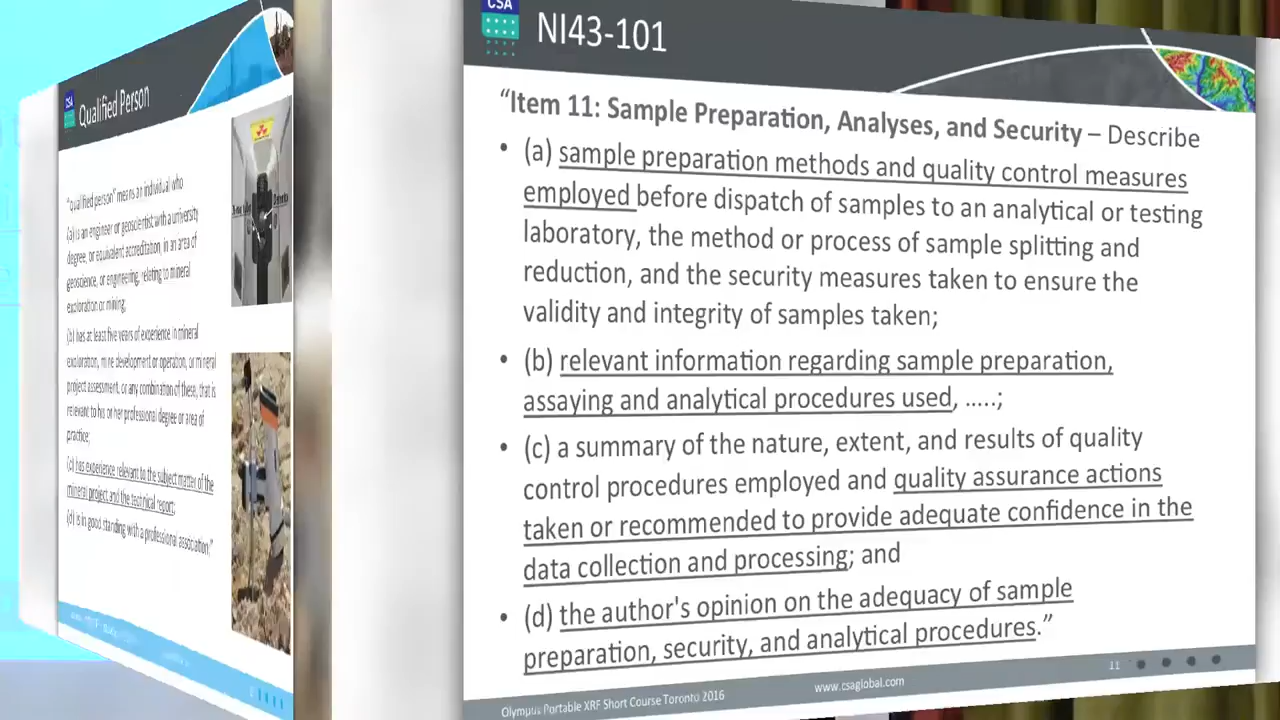 CSA
Qualified Person
"qualified person" means an individual who
(a) is an engineer or geoscientist with a university
degree, or equivalent accreditation, in an area of
geoscience, or engineering, relating to mineral
exploration or mining;
(b) has at least five years of experience in mineral
exploration, mine development or operation, or mineral
project assessment, or any combination of these, that is
relevant to his or her professional degree or area of
practice;
(c) has experience relevant to the subject matter of the
mineral project and the technical report;
(d) is in good standing with a professional association."
CSA
NI43-101
"Item 11: Sample Preparation, Analyses, and Security – Describe
• (a) sample preparation methods and quality control measures
employed before dispatch of samples to an analytical or testing
laboratory, the method or process of sample splitting and
reduction, and the security measures taken to ensure the
validity and integrity of samples taken;
• (b) relevant information regarding sample preparation,
assaying and analytical procedures used, …..;
• (c) a summary of the nature, extent, and results of quality
control procedures employed and quality assurance actions
taken or recommended to provide adequate confidence in the
data collection and processing; and
• (d) the author's opinion on the adequacy of sample
preparation, security, and analytical procedures."
Olympus Portable XRF Short Course Toronto 2016
www.csaglobal.com
11